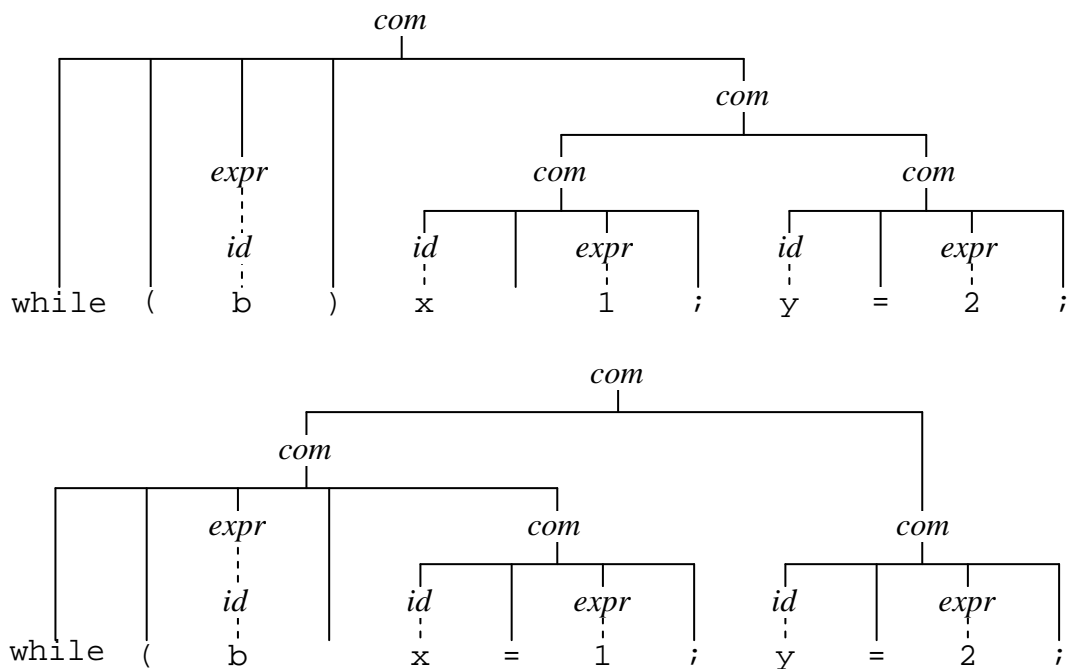 com
com
expr com com
id id expr id expr
while ( b ) x 1 ; y = 2 ;
com
com
expr com com
id id expr id expr
while ( b x = 1 ; y = 2 ;